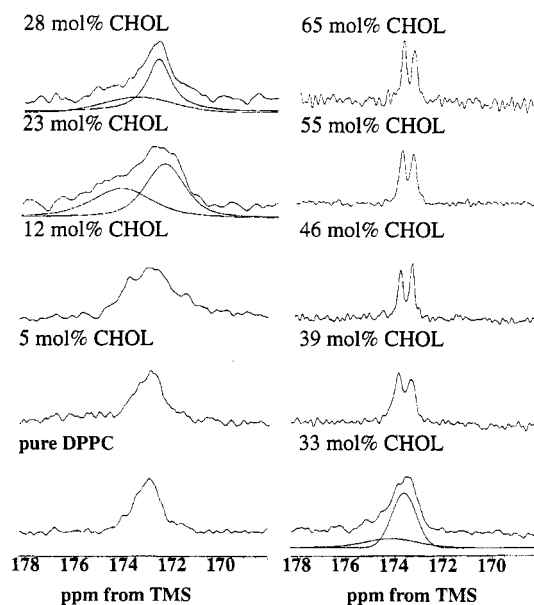 28 mol% CHOL
23 mol% CHOL
12 mol% CHOL
5 mol% CHOL
pure DPPC
178 176 174 172 170
ppm from TMS
65 mol% CHOL
55 mol% CHOL
46 mol% CHOL
39 mol% CHOL
33 mol% CHOL
178 176 174 172 170
ppm from TMS